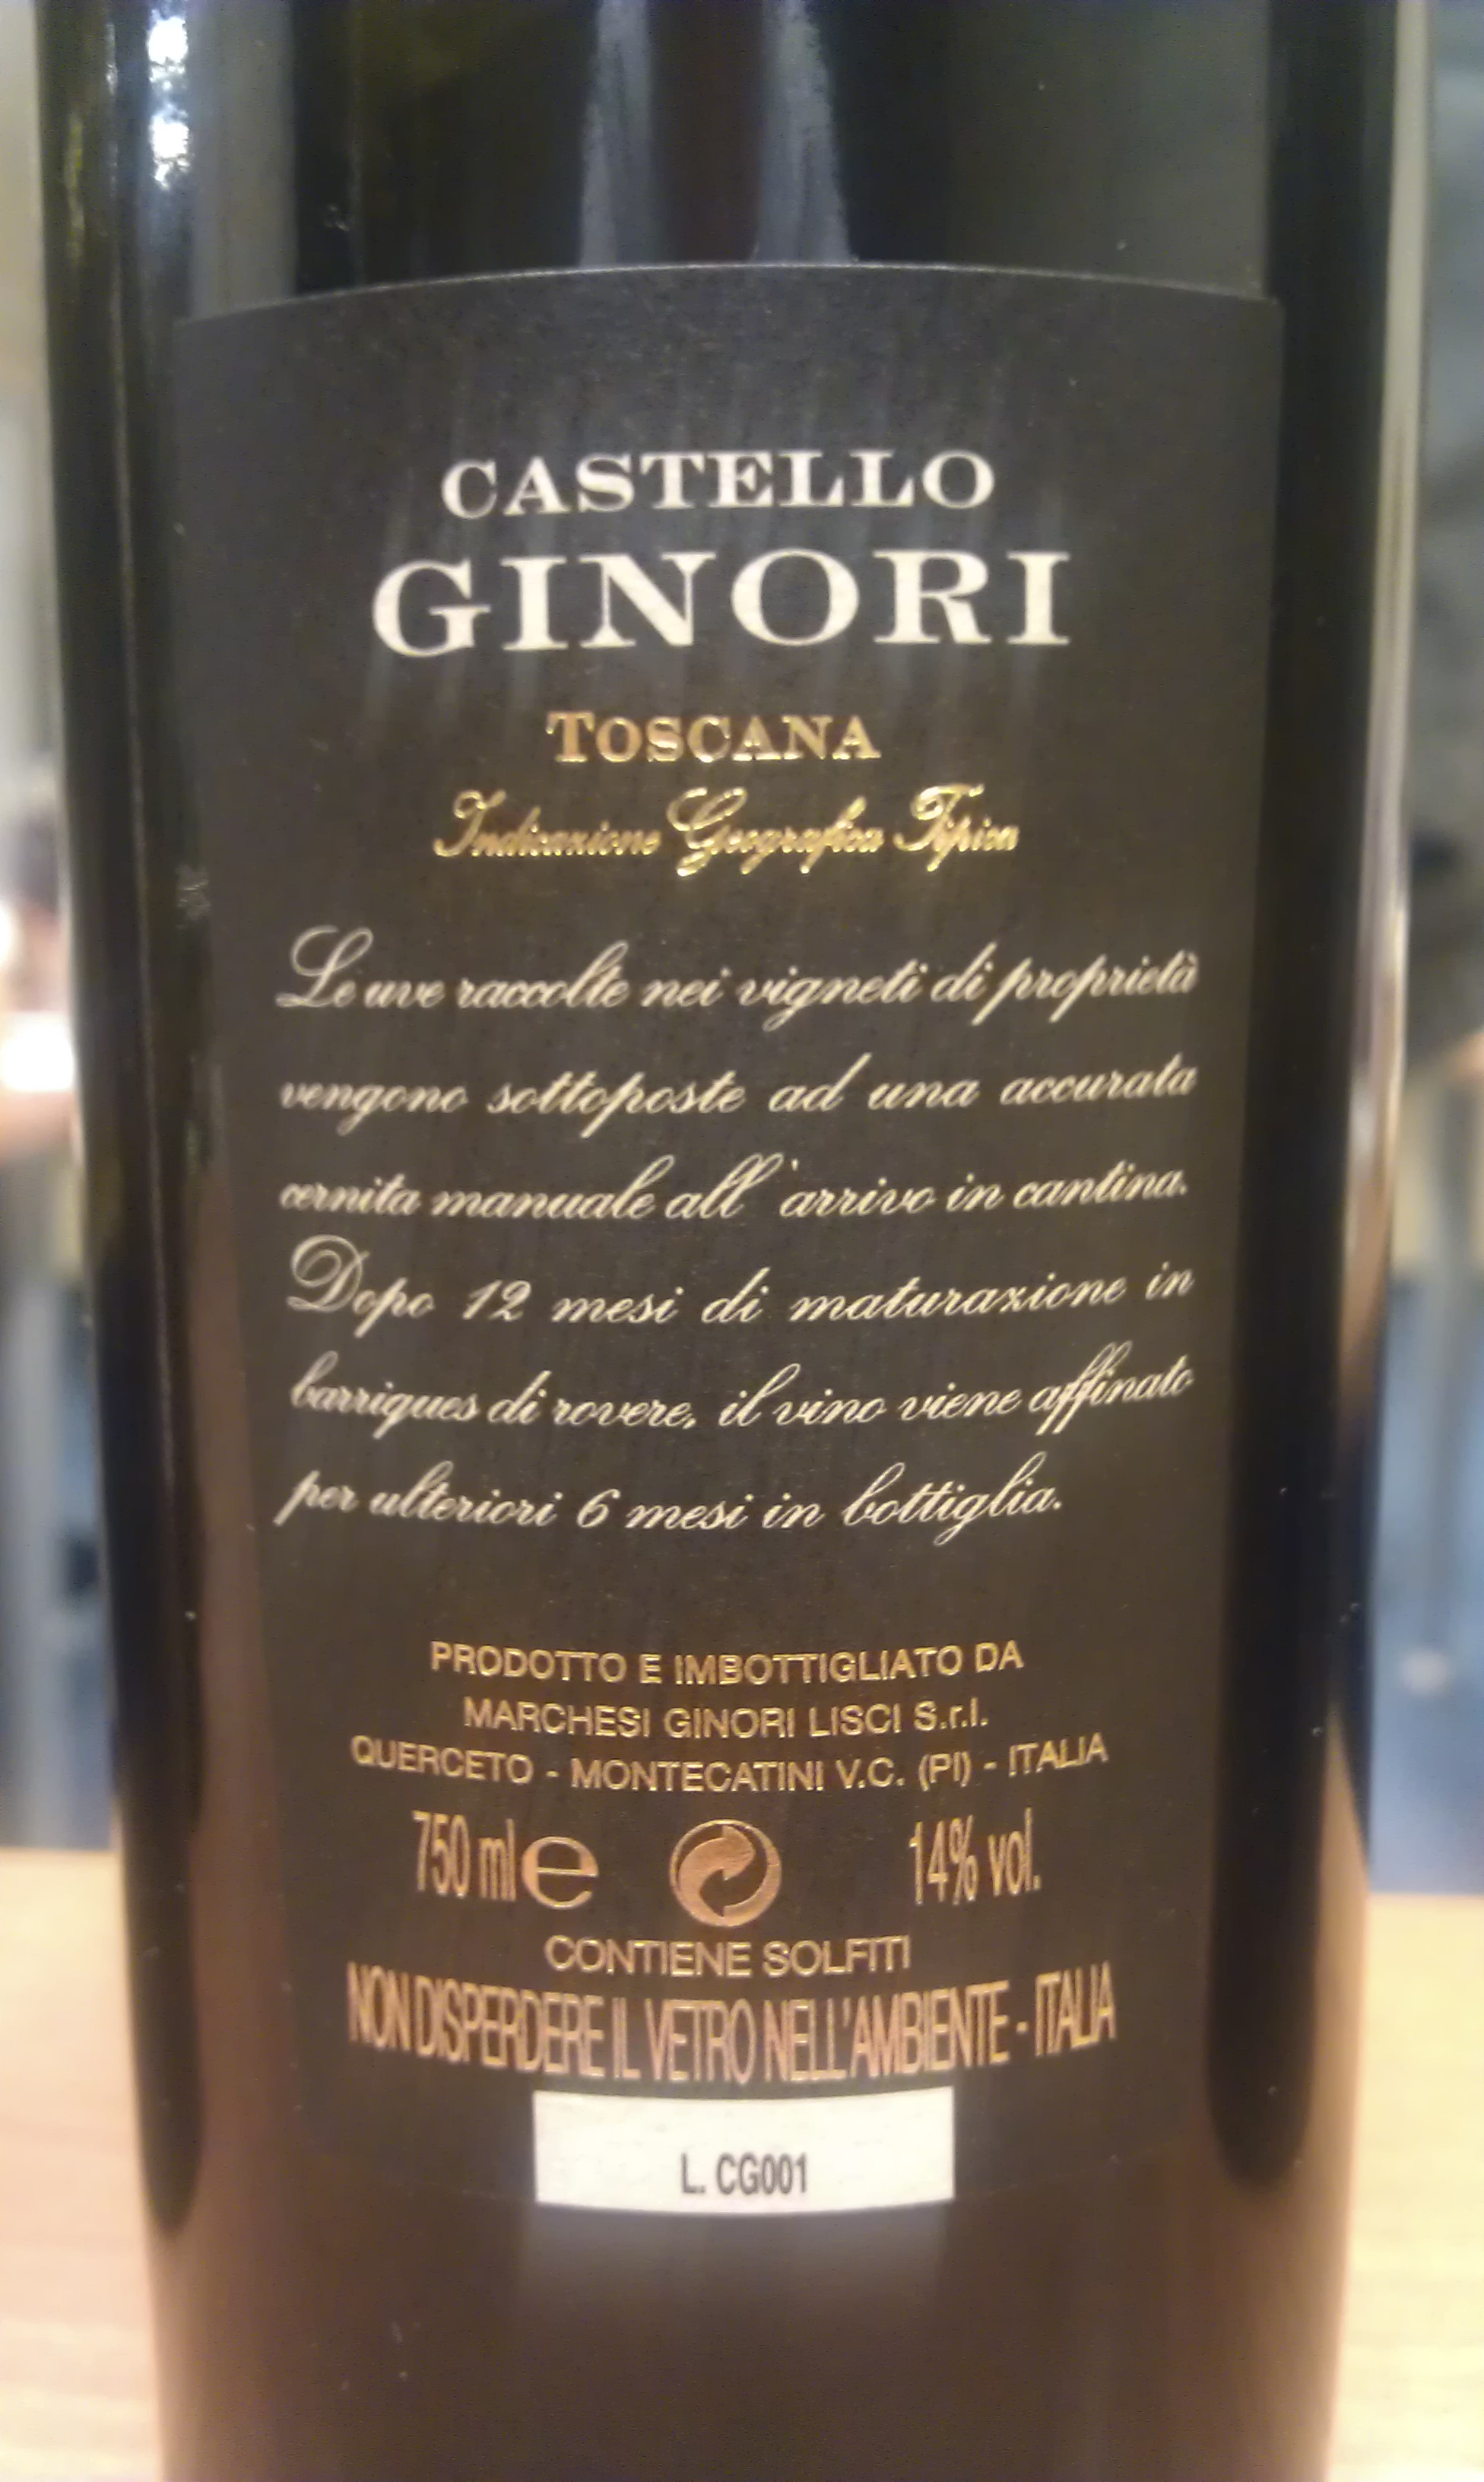 CASTELLO
GINORI
TOSCANA
Indicazione Geografica Tipica
Le uve raccolte nei vigneti di proprietà
vengono sottoposte ad una accurata
cernita manuale all'arrivo in cantina.
Dopo 12 mesi di maturazione in
barriques di rovere, il vino viene affinato
per ulteriori 6 mesi in bottiglia.
PRODOTTO E IMBOTTIGLIATO DA
MARCHESI GINORI LISCI S.r.l.
QUERCETO - MONTECATINI V.C. (PI) - ITALIA
750 ml e 14% vol.
CONTIENE SOLFITI
NON DISPERDERE IL VETRO NELL'AMBIENTE - ITALIA
L. CG001